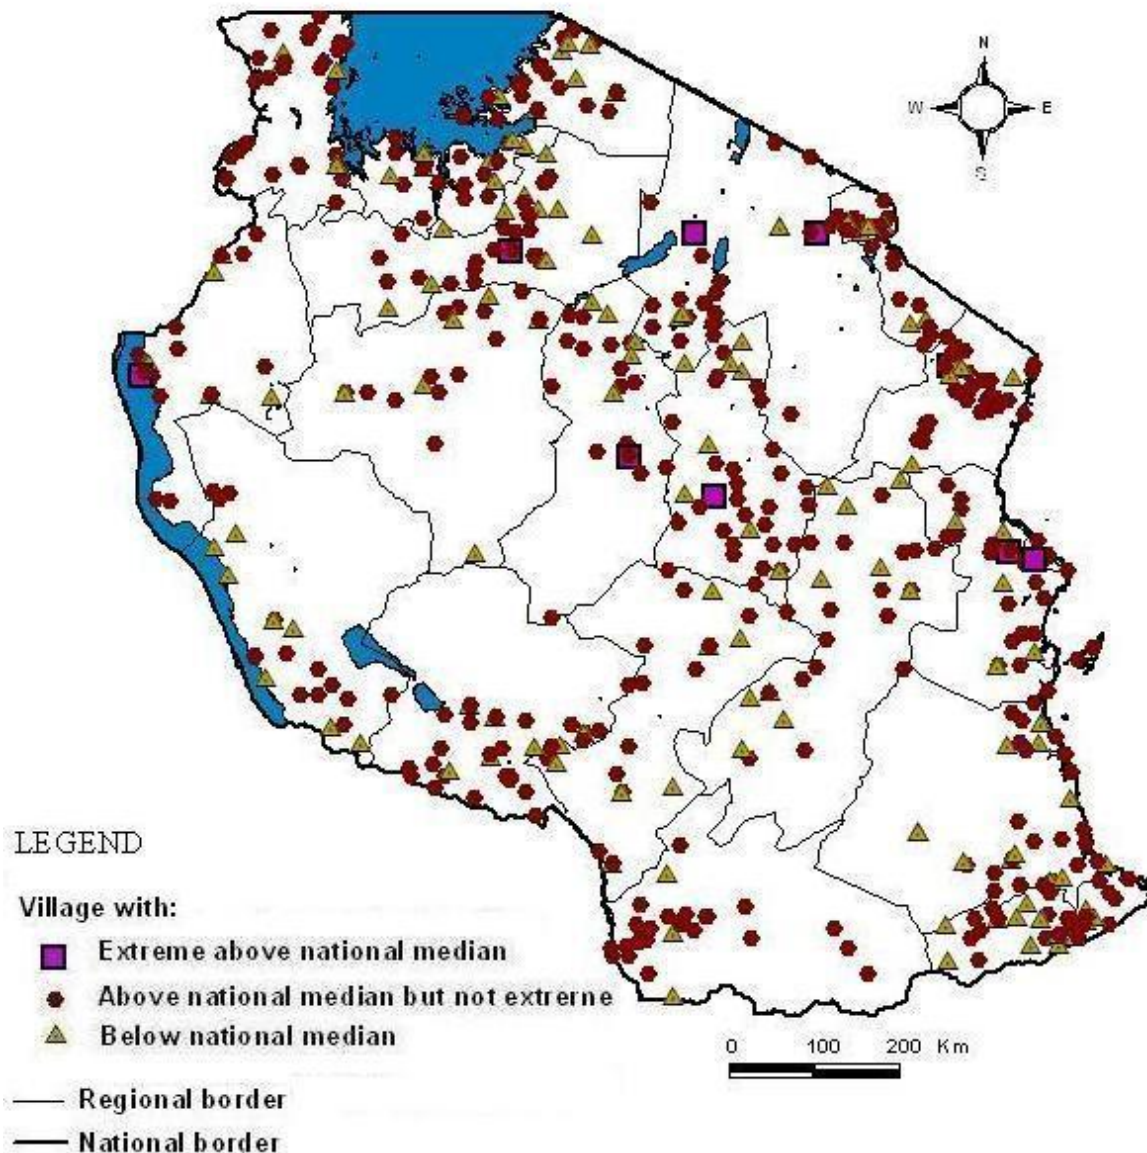 N
W E
S
LEGEND
Village with:
Extreme above national median
Above national median but not extrerne
Below national median
0 100 200 Km
Regional border
National border